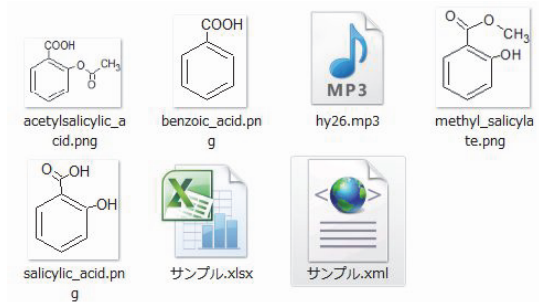 COOH
O
O
CH3
acetylsalicylic_a
cid.png
COOH
benzoic_acid.pn
g
MP3
hy26.mp3
O
O
CH3
OH
methyl_salicyla
te.png
O
OH
OH
salicylic_acid.pn
g
X
サンプル.xlsx
< >
サンプル.xml